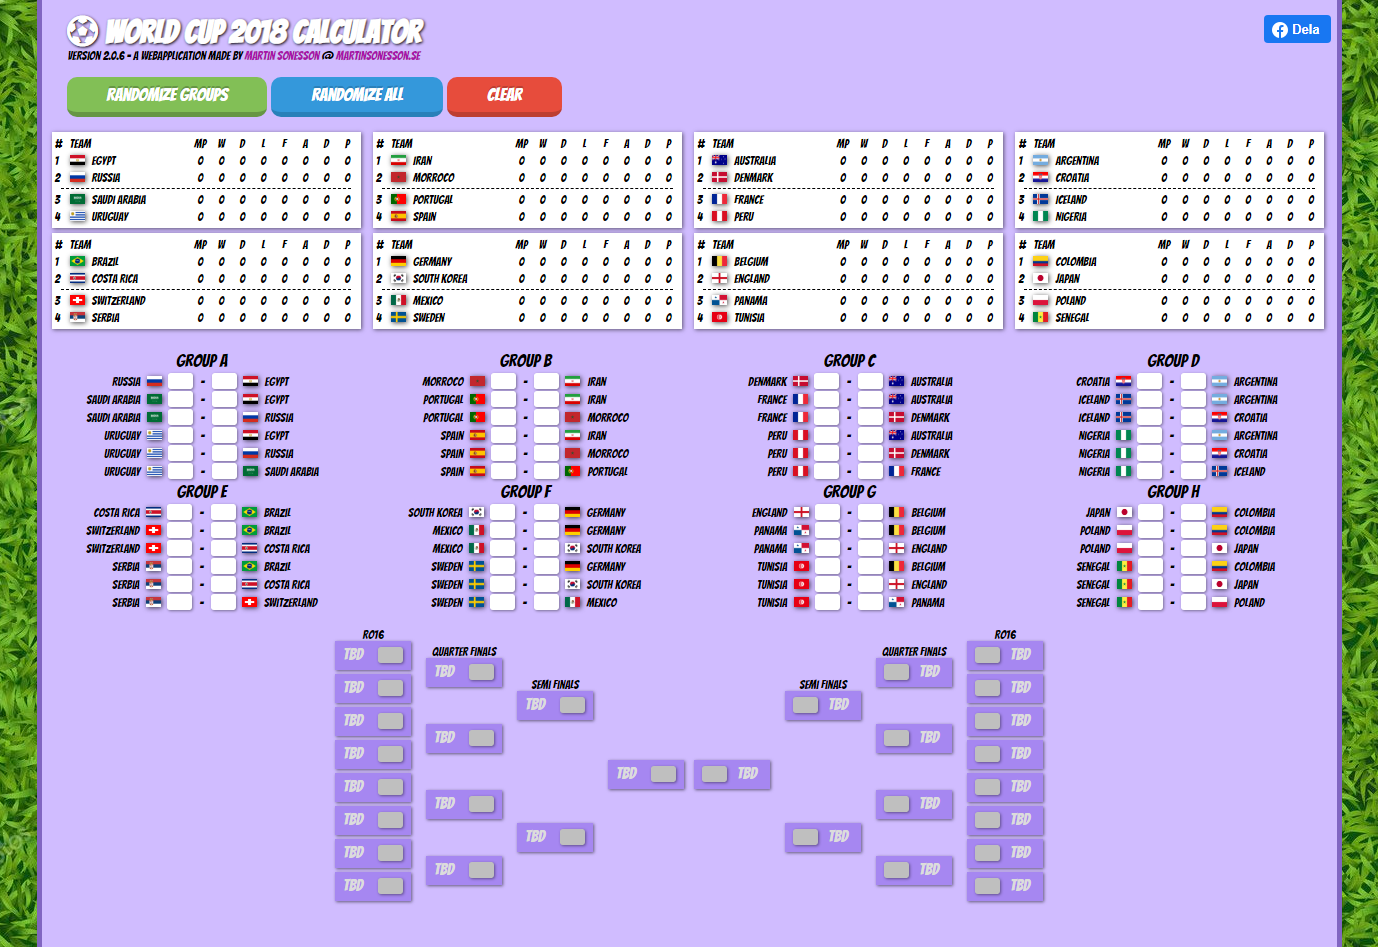 WORLD CUP 2018 CALCULATOR
VERSION 2.0.6 - A WEBAPPLICATION MADE BY MARTIN SONESSON @ MARTINSONESSON.SE
Dela
RANDOMIZE GROUPS RANDOMIZE ALL CLEAR
# TEAM MP W D L F A D P
1 EGYPT 0 0 0 0 0 0 0 0
2 RUSSIA 0 0 0 0 0 0 0 0
3 SAUDI ARABIA 0 0 0 0 0 0 0 0
4 URUGUAY 0 0 0 0 0 0 0 0
# TEAM MP W D L F A D P
1 IRAN 0 0 0 0 0 0 0 0
2 MORROCO 0 0 0 0 0 0 0 0
3 PORTUGAL 0 0 0 0 0 0 0 0
4 SPAIN 0 0 0 0 0 0 0 0
# TEAM MP W D L F A D P
1 AUSTRALIA 0 0 0 0 0 0 0 0
2 DENMARK 0 0 0 0 0 0 0 0
3 FRANCE 0 0 0 0 0 0 0 0
4 PERU 0 0 0 0 0 0 0 0
# TEAM MP W D L F A D P
1 ARGENTINA 0 0 0 0 0 0 0 0
2 CROATIA 0 0 0 0 0 0 0 0
3 ICELAND 0 0 0 0 0 0 0 0
4 NIGERIA 0 0 0 0 0 0 0 0
# TEAM MP W D L F A D P
1 BRAZIL 0 0 0 0 0 0 0 0
2 COSTA RICA 0 0 0 0 0 0 0 0
3 SWITZERLAND 0 0 0 0 0 0 0 0
4 SERBIA 0 0 0 0 0 0 0 0
# TEAM MP W D L F A D P
1 GERMANY 0 0 0 0 0 0 0 0
2 SOUTH KOREA 0 0 0 0 0 0 0 0
3 MEXICO 0 0 0 0 0 0 0 0
4 SWEDEN 0 0 0 0 0 0 0 0
# TEAM MP W D L F A D P
1 BELGIUM 0 0 0 0 0 0 0 0
2 ENGLAND 0 0 0 0 0 0 0 0
3 PANAMA 0 0 0 0 0 0 0 0
4 TUNISIA 0 0 0 0 0 0 0 0
# TEAM MP W D L F A D P
1 COLOMBIA 0 0 0 0 0 0 0 0
2 JAPAN 0 0 0 0 0 0 0 0
3 POLAND 0 0 0 0 0 0 0 0
4 SENEGAL 0 0 0 0 0 0 0 0
GROUP A
RUSSIA - EGYPT
SAUDI ARABIA - EGYPT
SAUDI ARABIA - RUSSIA
URUGUAY - EGYPT
URUGUAY - RUSSIA
URUGUAY - SAUDI ARABIA
GROUP B
MORROCO - IRAN
PORTUGAL - IRAN
PORTUGAL - MORROCO
SPAIN - IRAN
SPAIN - MORROCO
SPAIN - PORTUGAL
GROUP C
DENMARK - AUSTRALIA
FRANCE - AUSTRALIA
FRANCE - DENMARK
PERU - AUSTRALIA
PERU - DENMARK
PERU - FRANCE
GROUP D
CROATIA - ARGENTINA
ICELAND - ARGENTINA
ICELAND - CROATIA
NIGERIA - ARGENTINA
NIGERIA - CROATIA
NIGERIA - ICELAND
GROUP E
COSTA RICA - BRAZIL
SWITZERLAND - BRAZIL
SWITZERLAND - COSTA RICA
SERBIA - BRAZIL
SERBIA - COSTA RICA
SERBIA - SWITZERLAND
GROUP F
SOUTH KOREA - GERMANY
MEXICO - GERMANY
MEXICO - SOUTH KOREA
SWEDEN - GERMANY
SWEDEN - SOUTH KOREA
SWEDEN - MEXICO
GROUP G
ENGLAND - BELGIUM
PANAMA - BELGIUM
PANAMA - ENGLAND
TUNISIA - BELGIUM
TUNISIA - ENGLAND
TUNISIA - PANAMA
GROUP H
JAPAN - COLOMBIA
POLAND - COLOMBIA
POLAND - JAPAN
SENEGAL - COLOMBIA
SENEGAL - JAPAN
SENEGAL - POLAND
RO16
TBD
TBD
TBD
TBD
TBD
TBD
TBD
TBD
QUARTER FINALS
TBD
TBD
TBD
TBD
SEMI FINALS
TBD
TBD
TBD TBD
SEMI FINALS
TBD
TBD
QUARTER FINALS
TBD
TBD
TBD
TBD
RO16
TBD
TBD
TBD
TBD
TBD
TBD
TBD
TBD